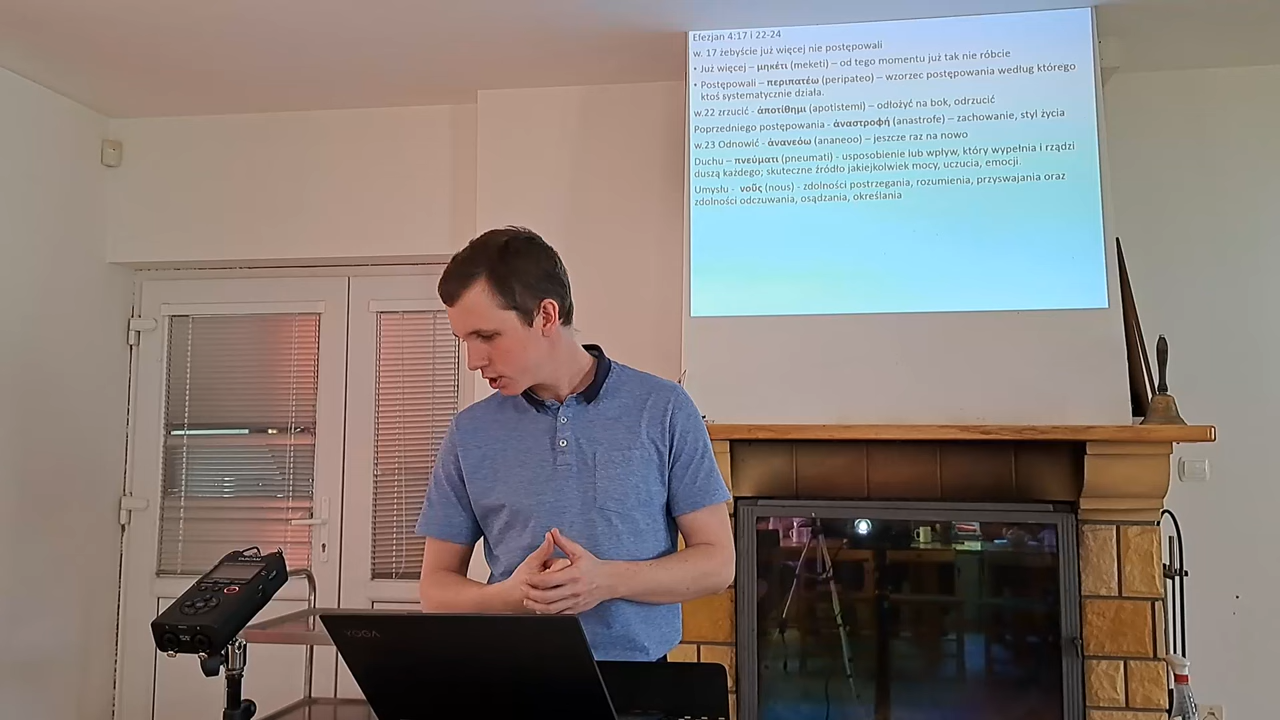 Efezjan 4:17 i 22-24
w. 17 żebyście już więcej nie postępowali
• Już więcej – μηκέτι (meketi) – od tego momentu już tak nie róbcie
• Postępowali – περιπατέω (peripateo) – wzorzec postępowania według którego
ktoś systematycznie działa.
w.22 zrzucić - ἀποτίθημι (apotistemi) – odłożyć na bok, odrzucić
Poprzedniego postępowania - ἀναστροφή (anastrofe) – zachowanie, styl życia
w.23 Odnowić - ἀνανεόω (ananeoo) – jeszcze raz na nowo
Duchu – πνεύματι (pneumati) - usposobienie lub wpływ, który wypełnia i rządzi
duszą każdego; skuteczne źródło jakiejkolwiek mocy, uczucia, emocji.
Umysłu - νοῦς (nous) - zdolności postrzegania, rozumienia, przyswajania oraz
zdolności odczuwania, osądzania, określania
TASCAM
YOGA